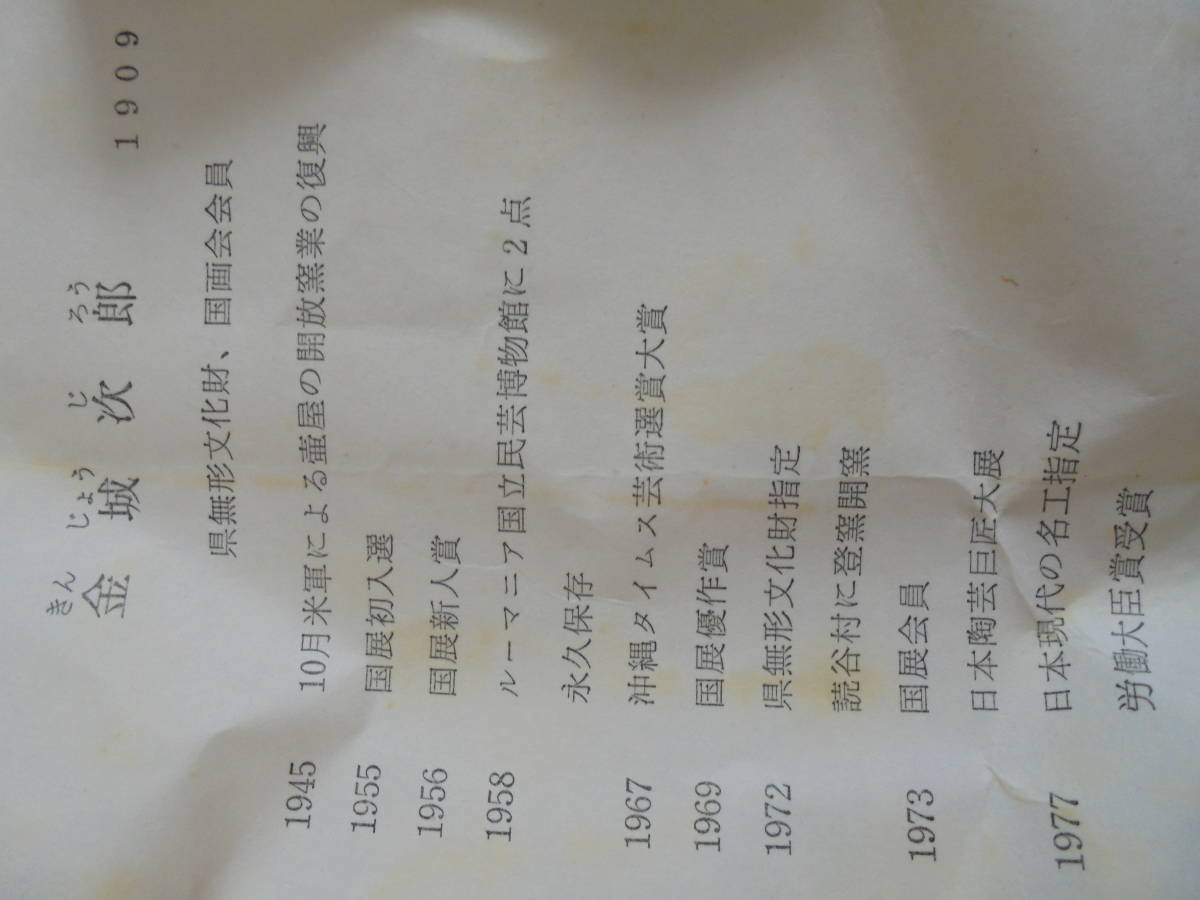 きん じょう じ ろう
金城次郎 1909
県無形文化財、国画会会員
1945 10月米軍による壷屋の開放窯業の復興
1955 国展初入選
1956 国展新人賞
1958 ルーマニア国立民芸博物館に2点
永久保存
1967 沖縄タイムス芸術選賞大賞
1969 国展優作賞
1972 県無形文化財指定
読谷村に登窯開窯
1973 国展会員
日本陶芸巨匠大展
1977 日本現代の名工指定
労働大臣賞受賞